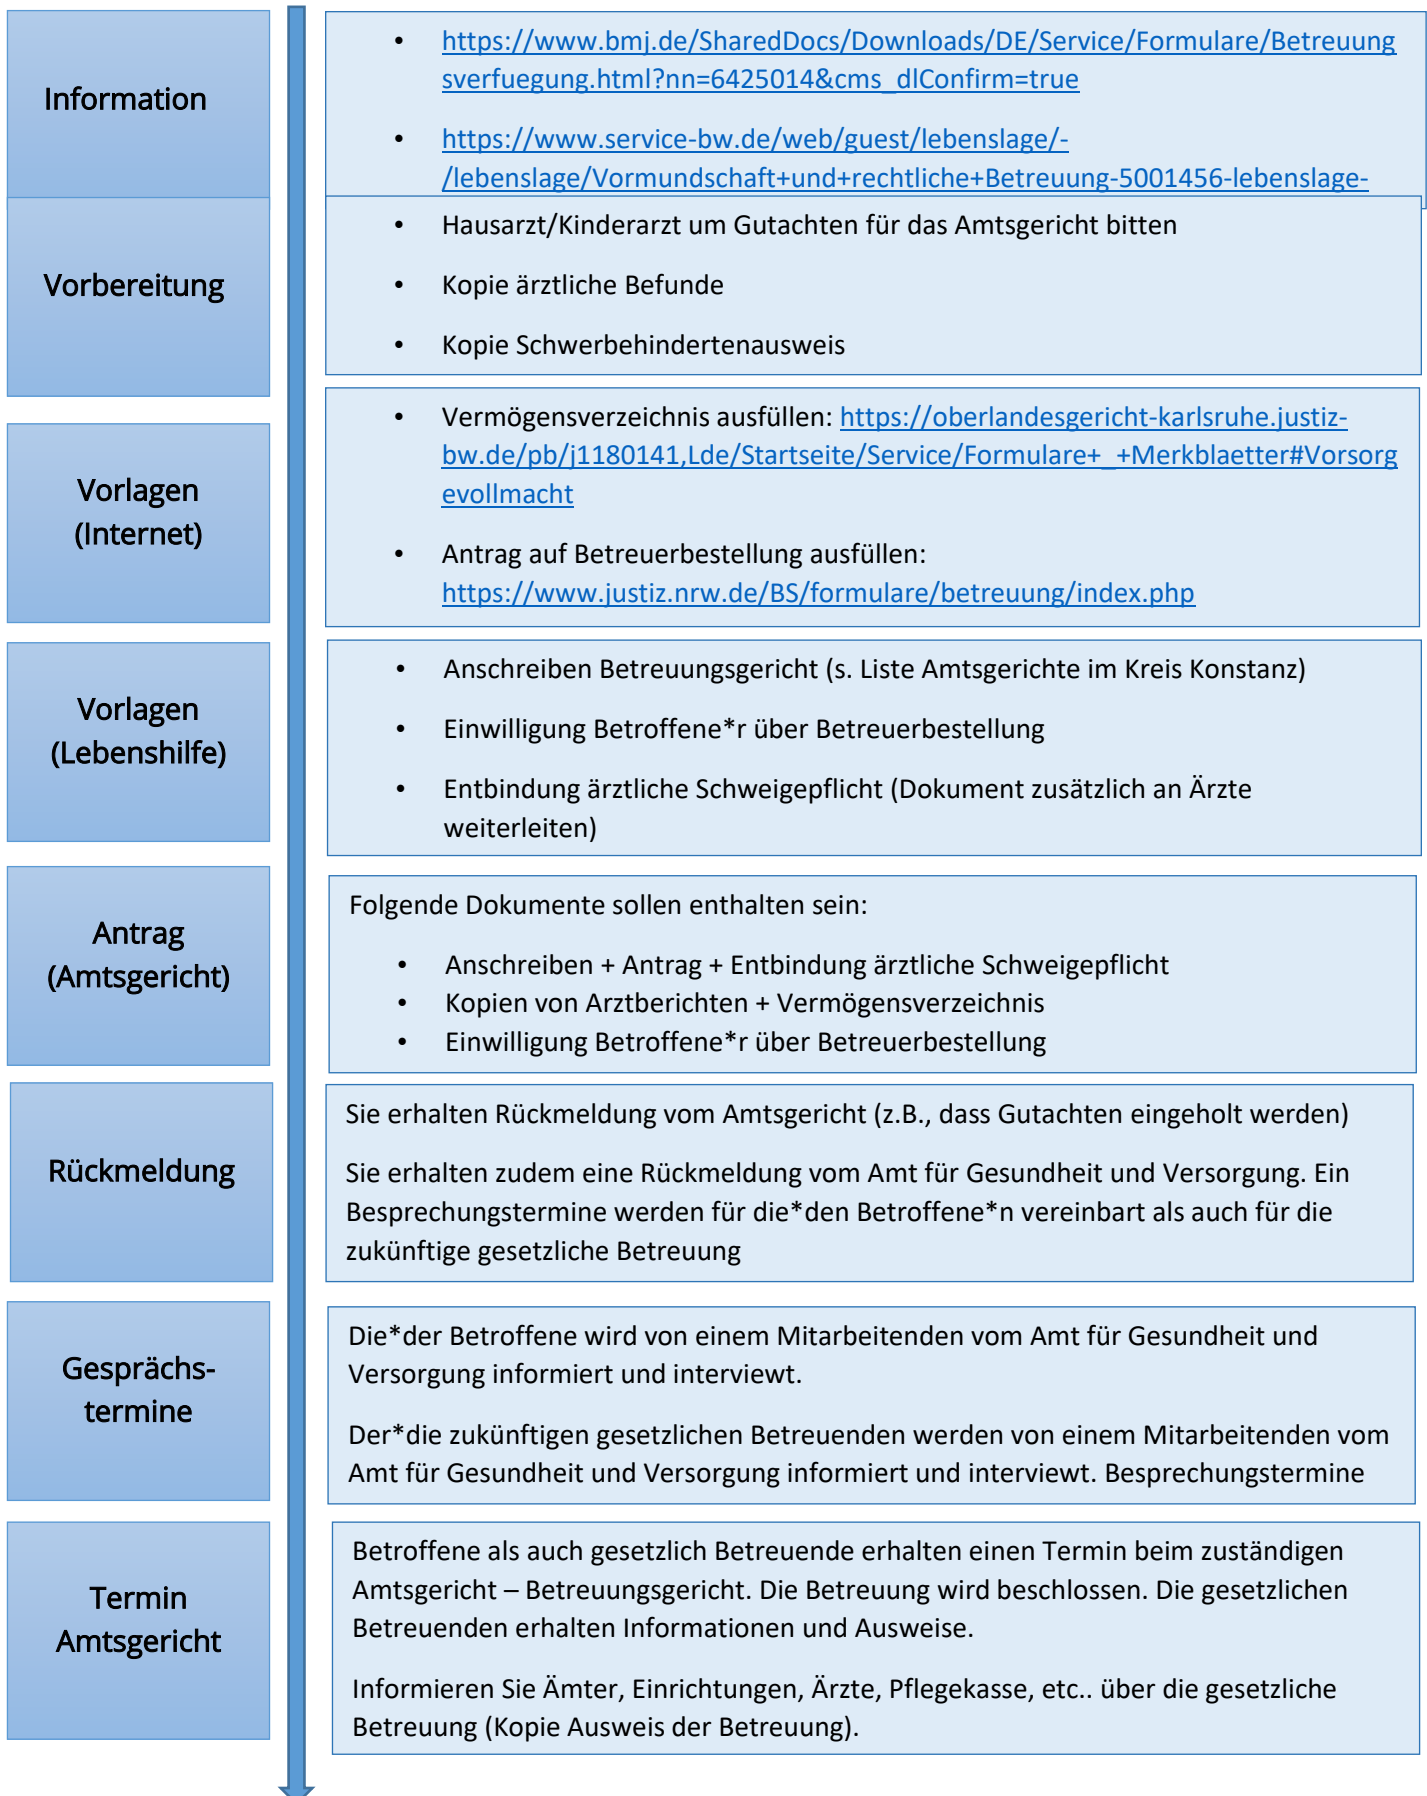 Information
• https://www.bmj.de/SharedDocs/Downloads/DE/Service/Formulare/Betreuung
sverfuegung.html?nn=6425014&cms_dlConfirm=true
• https://www.service-bw.de/web/guest/lebenslage/-
/lebenslage/Vormundschaft+und+rechtliche+Betreuung-5001456-lebenslage-
Vorbereitung
• Hausarzt/Kinderarzt um Gutachten für das Amtsgericht bitten
• Kopie ärztliche Befunde
• Kopie Schwerbehindertenausweis
Vorlagen
(Internet)
• Vermögensverzeichnis ausfüllen: https://oberlandesgericht-karlsruhe.justiz-
bw.de/pb/j1180141,Lde/Startseite/Service/Formulare+_+Merkblaetter#Vorsorg
evollmacht
• Antrag auf Betreuerbestellung ausfüllen:
https://www.justiz.nrw.de/BS/formulare/betreuung/index.php
Vorlagen
(Lebenshilfe)
• Anschreiben Betreuungsgericht (s. Liste Amtsgerichte im Kreis Konstanz)
• Einwilligung Betroffene*r über Betreuerbestellung
• Entbindung ärztliche Schweigepflicht (Dokument zusätzlich an Ärzte
weiterleiten)
Antrag
(Amtsgericht)
Folgende Dokumente sollen enthalten sein:
• Anschreiben + Antrag + Entbindung ärztliche Schweigepflicht
• Kopien von Arztberichten + Vermögensverzeichnis
• Einwilligung Betroffene*r über Betreuerbestellung
Rückmeldung
Sie erhalten Rückmeldung vom Amtsgericht (z.B., dass Gutachten eingeholt werden)
Sie erhalten zudem eine Rückmeldung vom Amt für Gesundheit und Versorgung. Ein
Besprechungstermine werden für die*den Betroffene*n vereinbart als auch für die
zukünftige gesetzliche Betreuung
Gesprächs-
termine
Die*der Betroffene wird von einem Mitarbeitenden vom Amt für Gesundheit und
Versorgung informiert und interviewt.
Der*die zukünftigen gesetzlichen Betreuenden werden von einem Mitarbeitenden vom
Amt für Gesundheit und Versorgung informiert und interviewt. Besprechungstermine
Termin
Amtsgericht
Betroffene als auch gesetzlich Betreuende erhalten einen Termin beim zuständigen
Amtsgericht – Betreuungsgericht. Die Betreuung wird beschlossen. Die gesetzlichen
Betreuenden erhalten Informationen und Ausweise.
Informieren Sie Ämter, Einrichtungen, Ärzte, Pflegekasse, etc.. über die gesetzliche
Betreuung (Kopie Ausweis der Betreuung).